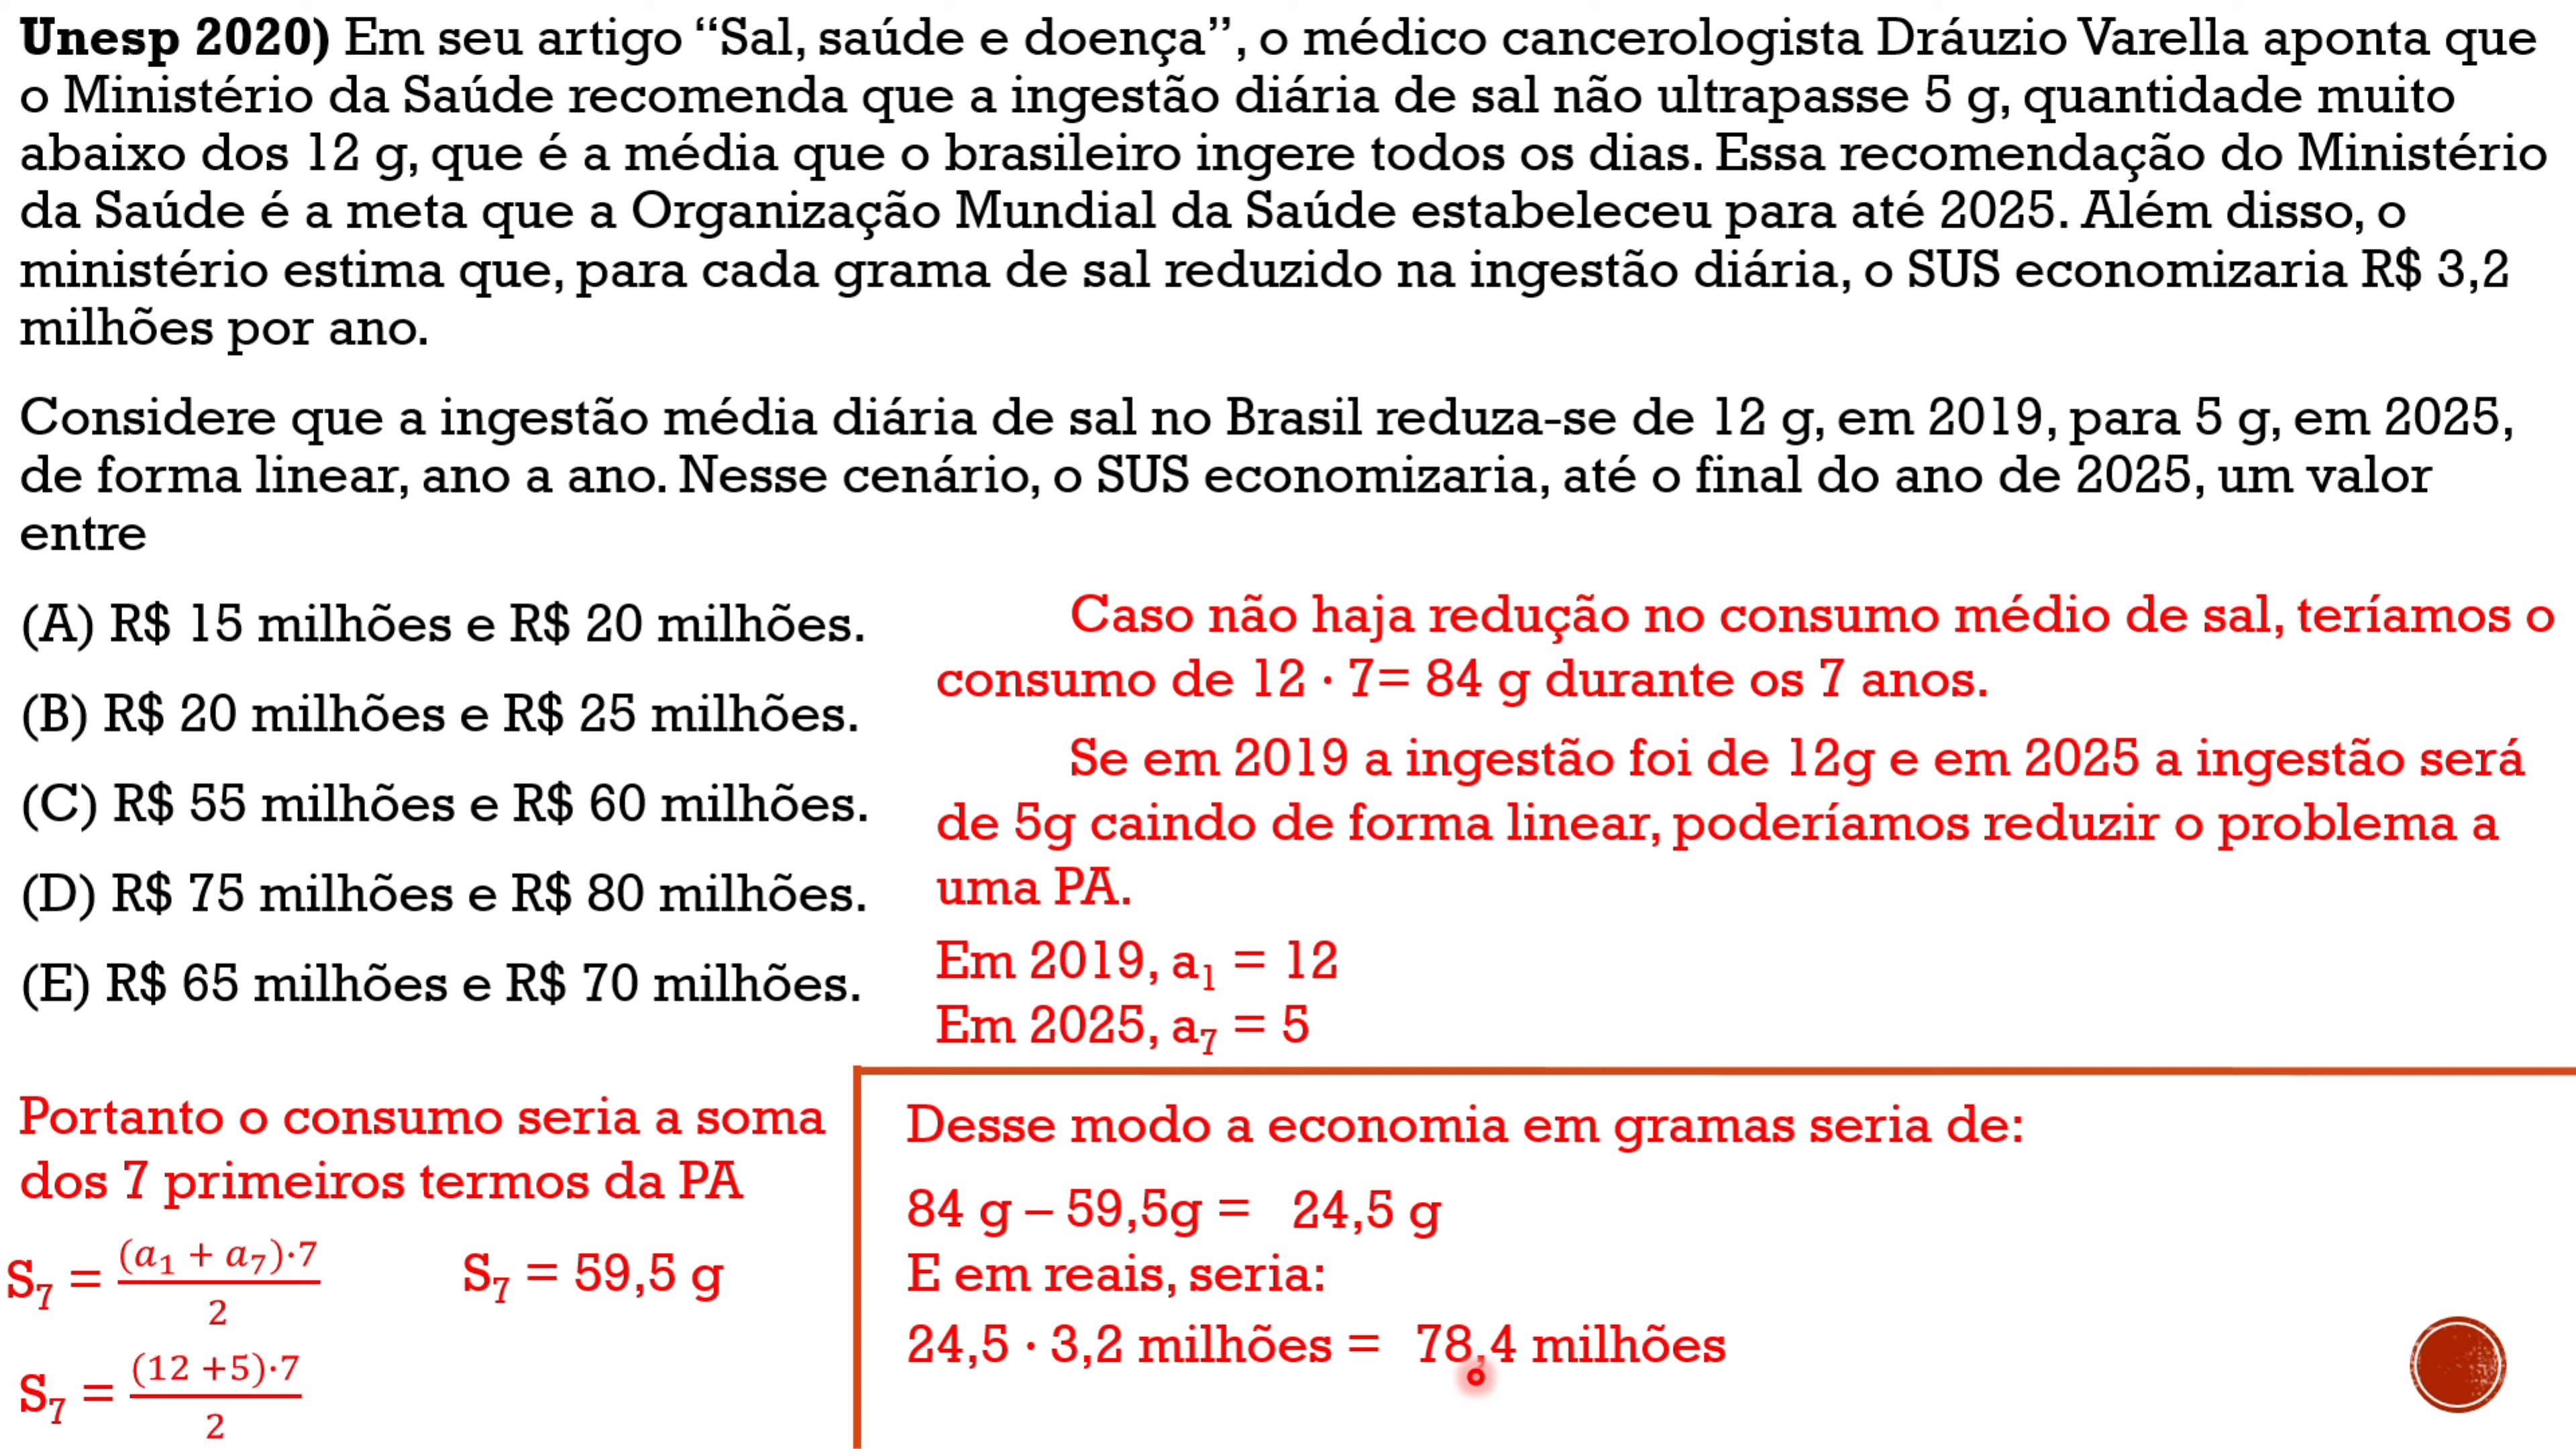 Unesp 2020) Em seu artigo “Sal, saúde e doença”, o médico cancerologista Dráuzio Varella aponta que
o Ministério da Saúde recomenda que a ingestão diária de sal não ultrapasse 5 g, quantidade muito
abaixo dos 12 g, que é a média que o brasileiro ingere todos os dias. Essa recomendação do Ministério
da Saúde é a meta que a Organização Mundial da Saúde estabeleceu para até 2025. Além disso, o
ministério estima que, para cada grama de sal reduzido na ingestão diária, o SUS economizaria R$ 3,2
milhões por ano.
Considere que a ingestão média diária de sal no Brasil reduza-se de 12 g, em 2019, para 5 g, em 2025,
de forma linear, ano a ano. Nesse cenário, o SUS economizaria, até o final do ano de 2025, um valor
entre
(A) R$ 15 milhões e R$ 20 milhões.
(B) R$ 20 milhões e R$ 25 milhões.
(C) R$ 55 milhões e R$ 60 milhões.
(D) R$ 75 milhões e R$ 80 milhões.
(E) R$ 65 milhões e R$ 70 milhões.
Caso não haja redução no consumo médio de sal, teríamos o
consumo de 12 · 7= 84 g durante os 7 anos.
Se em 2019 a ingestão foi de 12g e em 2025 a ingestão será
de 5g caindo de forma linear, poderíamos reduzir o problema a
uma PA.
Em 2019, a₁ = 12
Em 2025, a₇ = 5
Portanto o consumo seria a soma
dos 7 primeiros termos da PA
S₇ = (a₁ + a₇)·7 / 2
S₇ = 59,5 g
S₇ = (12 +5)·7 / 2
Desse modo a economia em gramas seria de:
84 g – 59,5g = 24,5 g
E em reais, seria:
24,5 · 3,2 milhões = 78,4 milhões